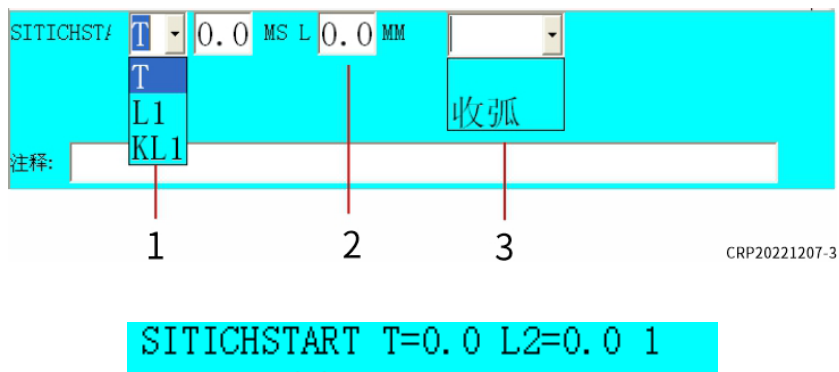 SITICHSTA T 0.0 MS L 0.0 MM
T
L1
KL1
收弧
注释:
1 2 3
CRP20221207-3
SITICHSTART T=0.0 L2=0.0 1